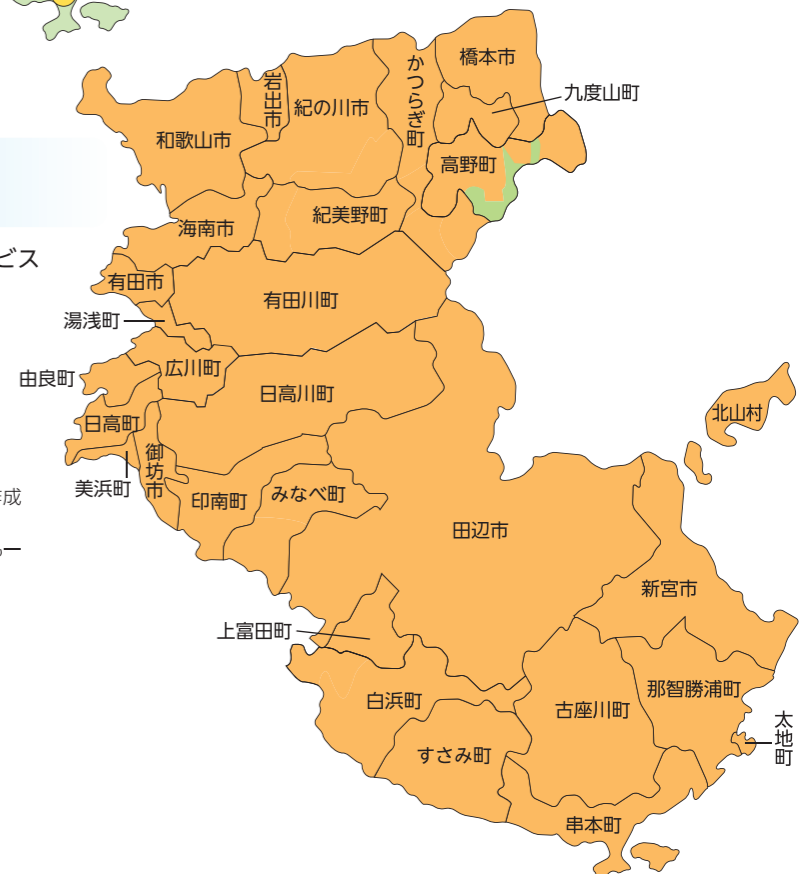 橋本市
かつらぎ町
岩出市
紀の川市
九度山町
和歌山市
高野町
紀美野町
海南市
ビス
有田市
有田川町
湯浅町
広川町
由良町
日高川町
日高町
北山村
御坊市
美浜町
印南町
みなべ町
成
田辺市
新宮市
上富田町
那智勝浦町
白浜町
古座川町
太地町
すさみ町
串本町